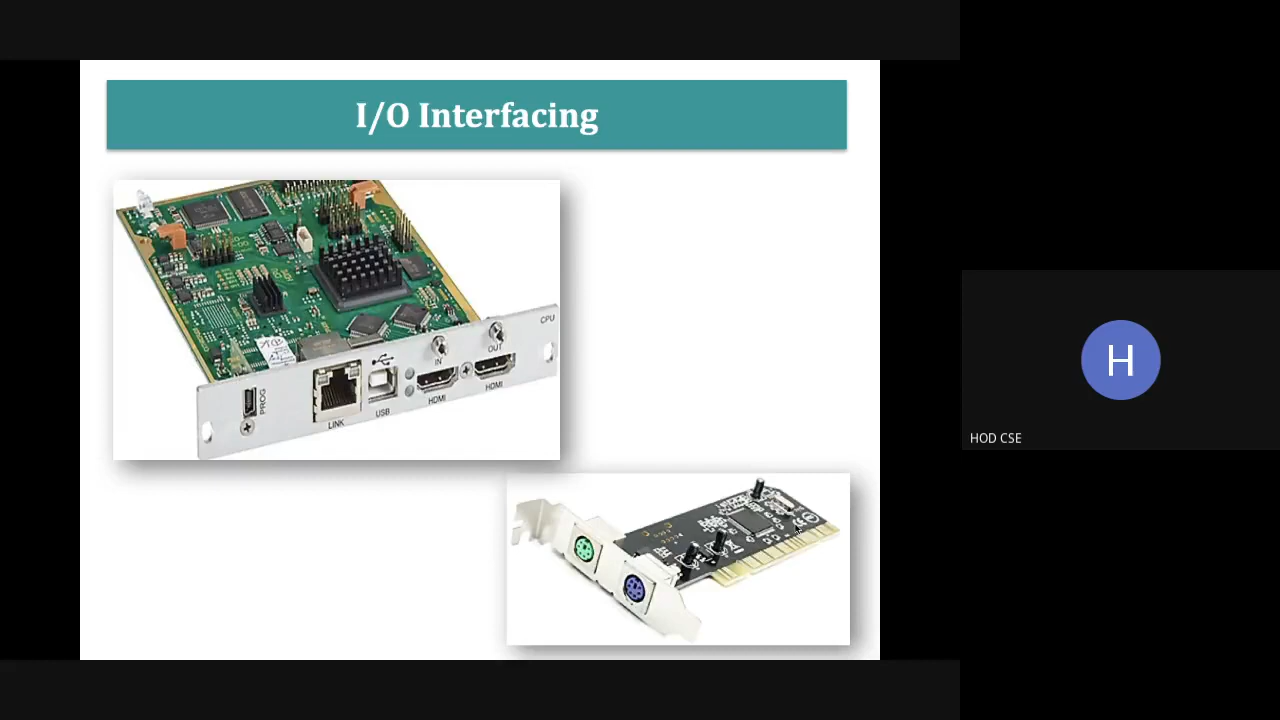 I/O Interfacing
CPU
OUT
IN
HDMI
HDMI
USB
LINK
PROG
H
HOD CSE